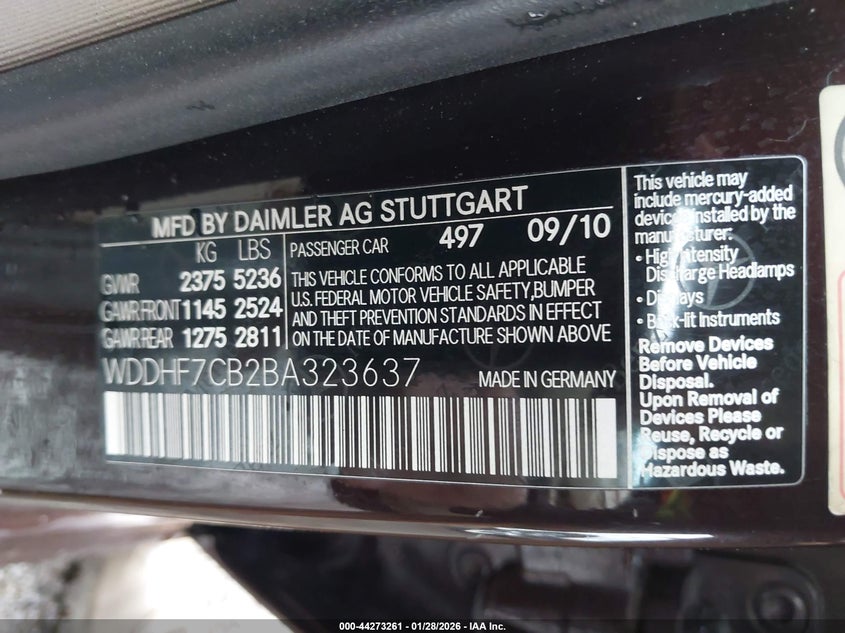 MFD BY DAIMLER AG STUTTGART
KG LBS
GVWR 2375 5236
GAWR FRONT 1145 2524
GAWR REAR 1275 2811
PASSENGER CAR 497 09/10
THIS VEHICLE CONFORMS TO ALL APPLICABLE
U.S. FEDERAL MOTOR VEHICLE SAFETY,BUMPER
AND THEFT PREVENTION STANDARDS IN EFFECT
ON THE DATE OF MANUFACTURE SHOWN ABOVE
WDDHF7CB2BA323637 MADE IN GERMANY
This vehicle may
include mercury-added
devices installed by the
manufacturer:
• High Intensity
Discharge Headlamps
• Displays
• Back-lit Instruments
Remove Devices
Before Vehicle
Disposal.
Upon Removal of
Devices Please
Reuse, Recycle or
Dispose as
Hazardous Waste.
000-44273261 - 01/28/2026 - IAA Inc.